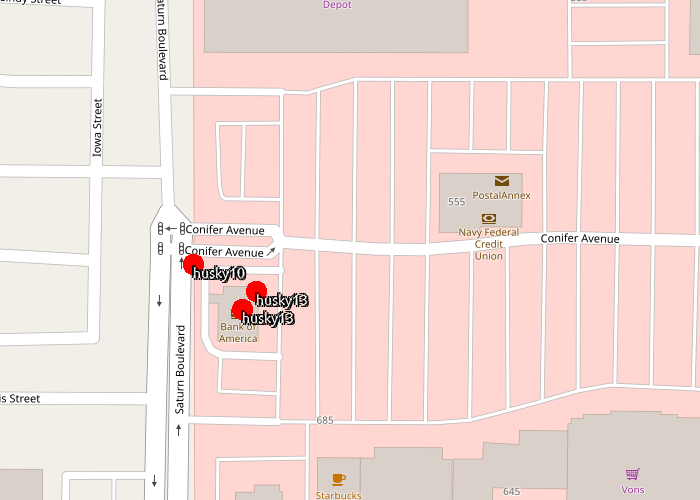 Depot
Saturn Boulevard
Iowa Street
PostalAnnex
555
Navy Federal
Credit
Union
Conifer Avenue
Conifer Avenue
Conifer Avenue
husky10
husky13
husky13
Bank of
America
Saturn Boulevard
is Street
685
Vons
645
Starbucks